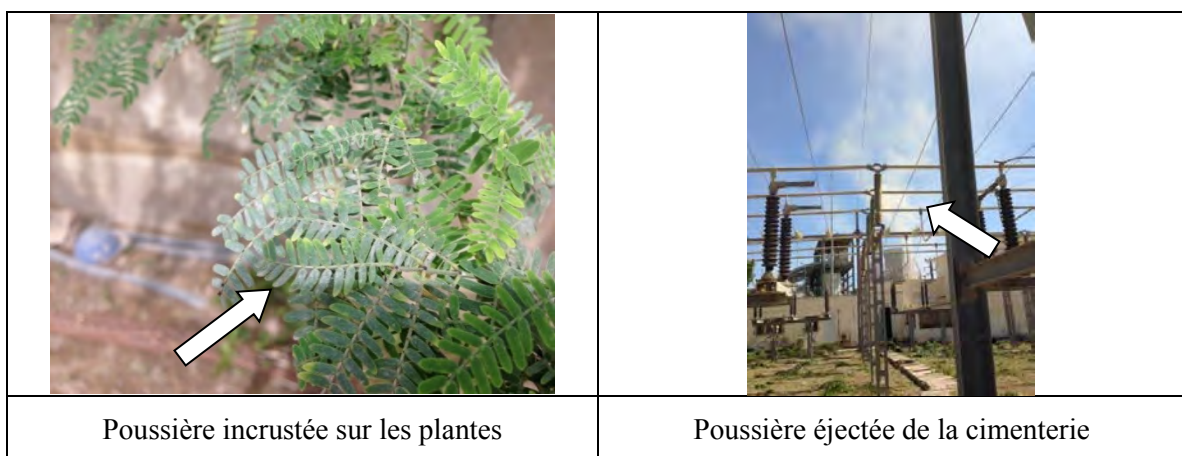 Poussière incrustée sur les plantes
Poussière éjectée de la cimenterie